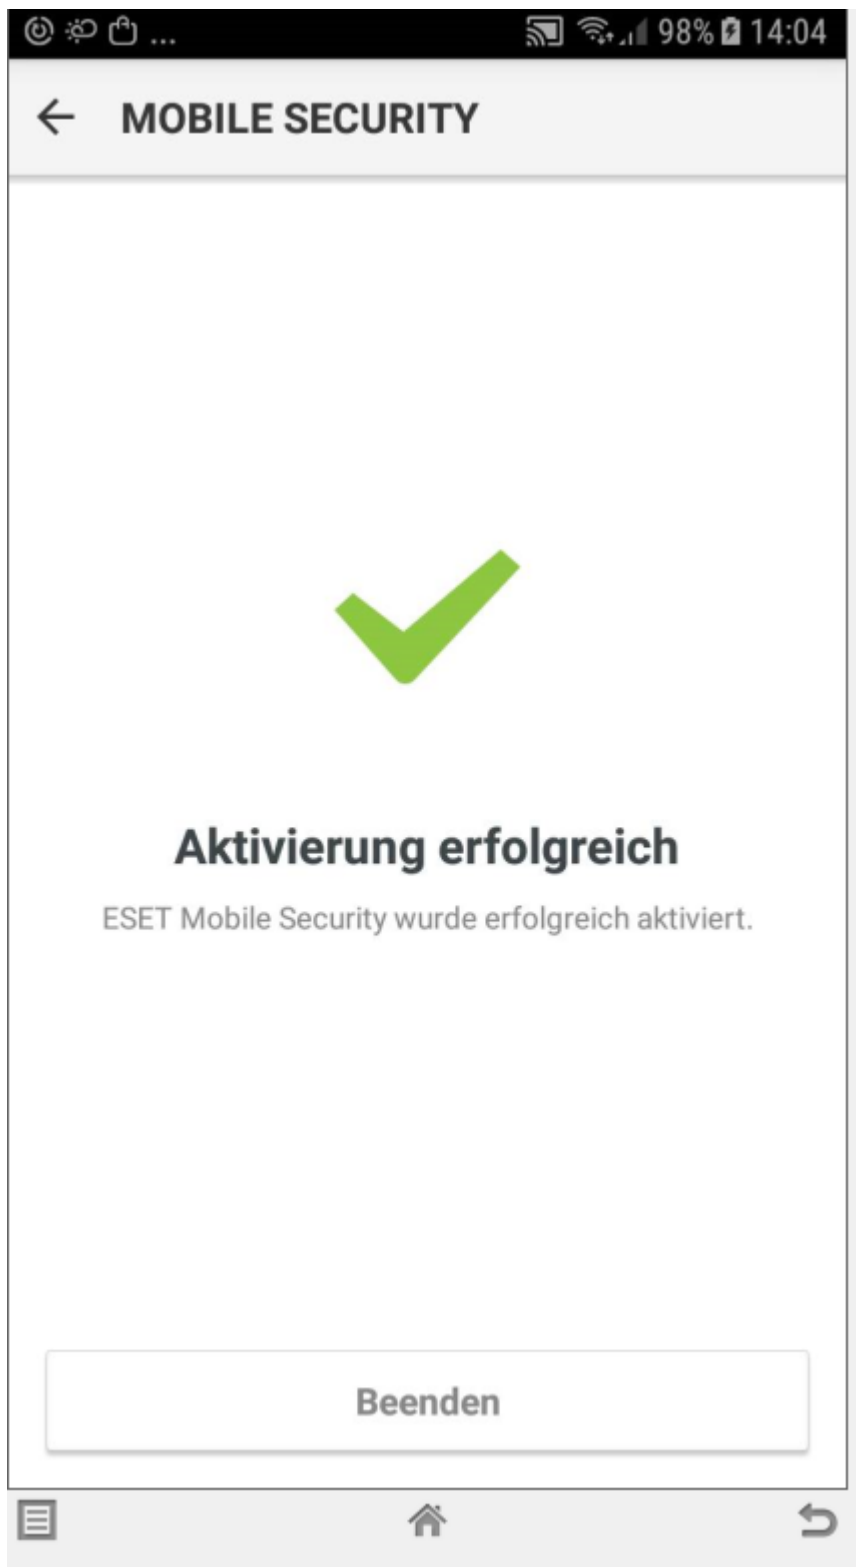 ... 98% 14:04
MOBILE SECURITY
Aktivierung erfolgreich
ESET Mobile Security wurde erfolgreich aktiviert.
Beenden